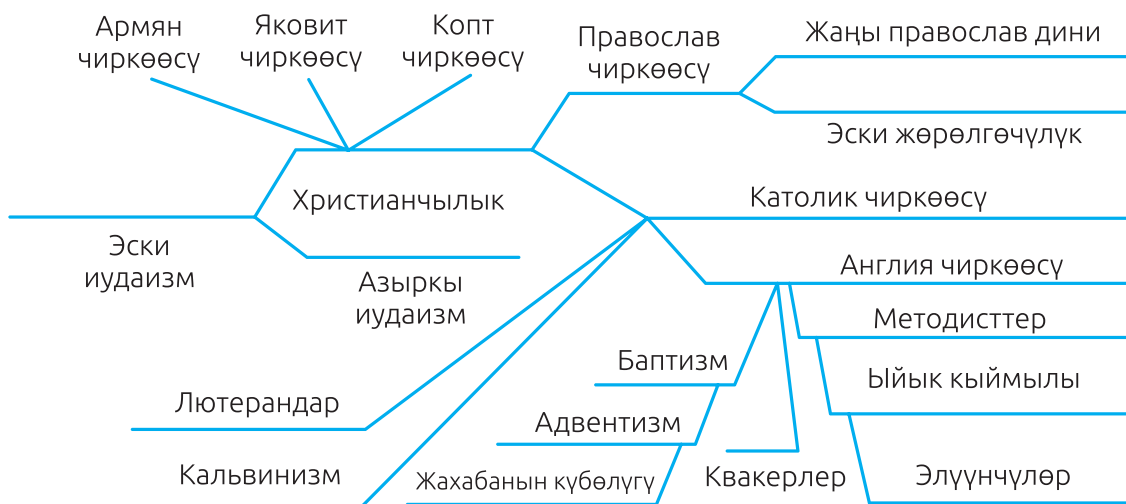 Армян
чиркөөсү
Яковит
чиркөөсү
Копт
чиркөөсү
Православ
чиркөөсү
Жаңы православ дини
Эски жөрөлгөчүлүк
Христианчылык
Католик чиркөөсү
Эски
иудаизм
Азыркы
иудаизм
Англия чиркөөсү
Методисттер
Баптизм
Ыйык кыймылы
Лютерандар
Адвентизм
Кальвинизм
Жахабанын күбөлүгү
Квакерлер
Элүүнчүлөр